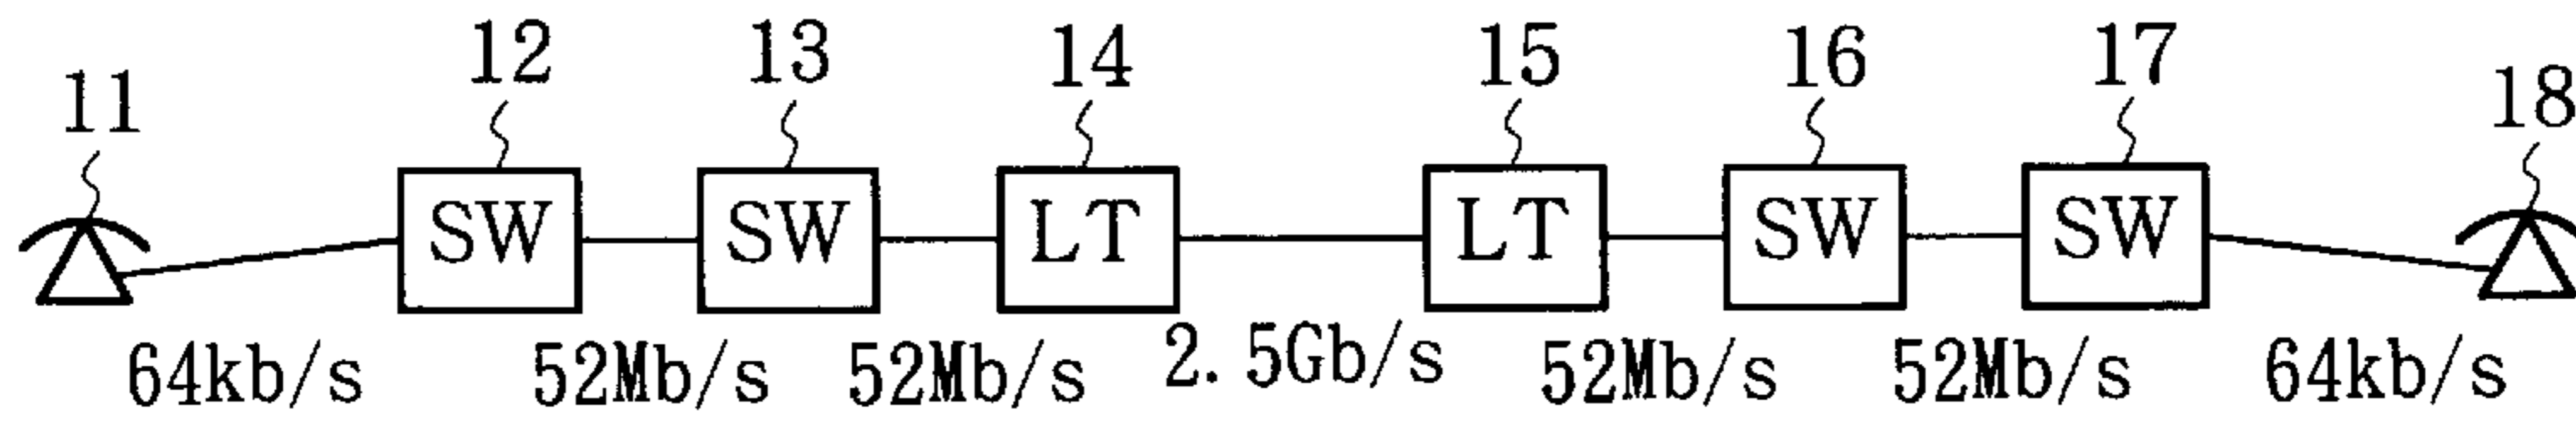 11 12 13 14 15 16 17 18
SW SW LT LT SW SW
64kb/s 52Mb/s 52Mb/s 2.5Gb/s 52Mb/s 52Mb/s 64kb/s